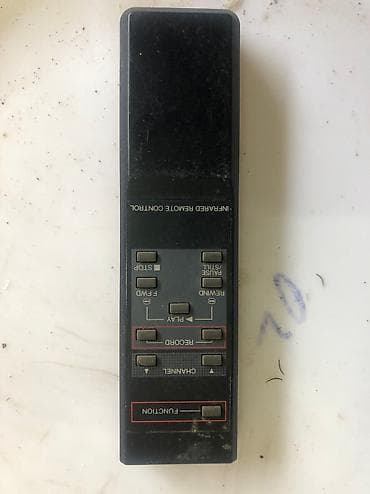 FUNCTION
CHANNEL
RECORD
▶ PLAY
REWIND F.FWD
PAUSE
/STILL ■ STOP
INFRARED REMOTE CONTROL